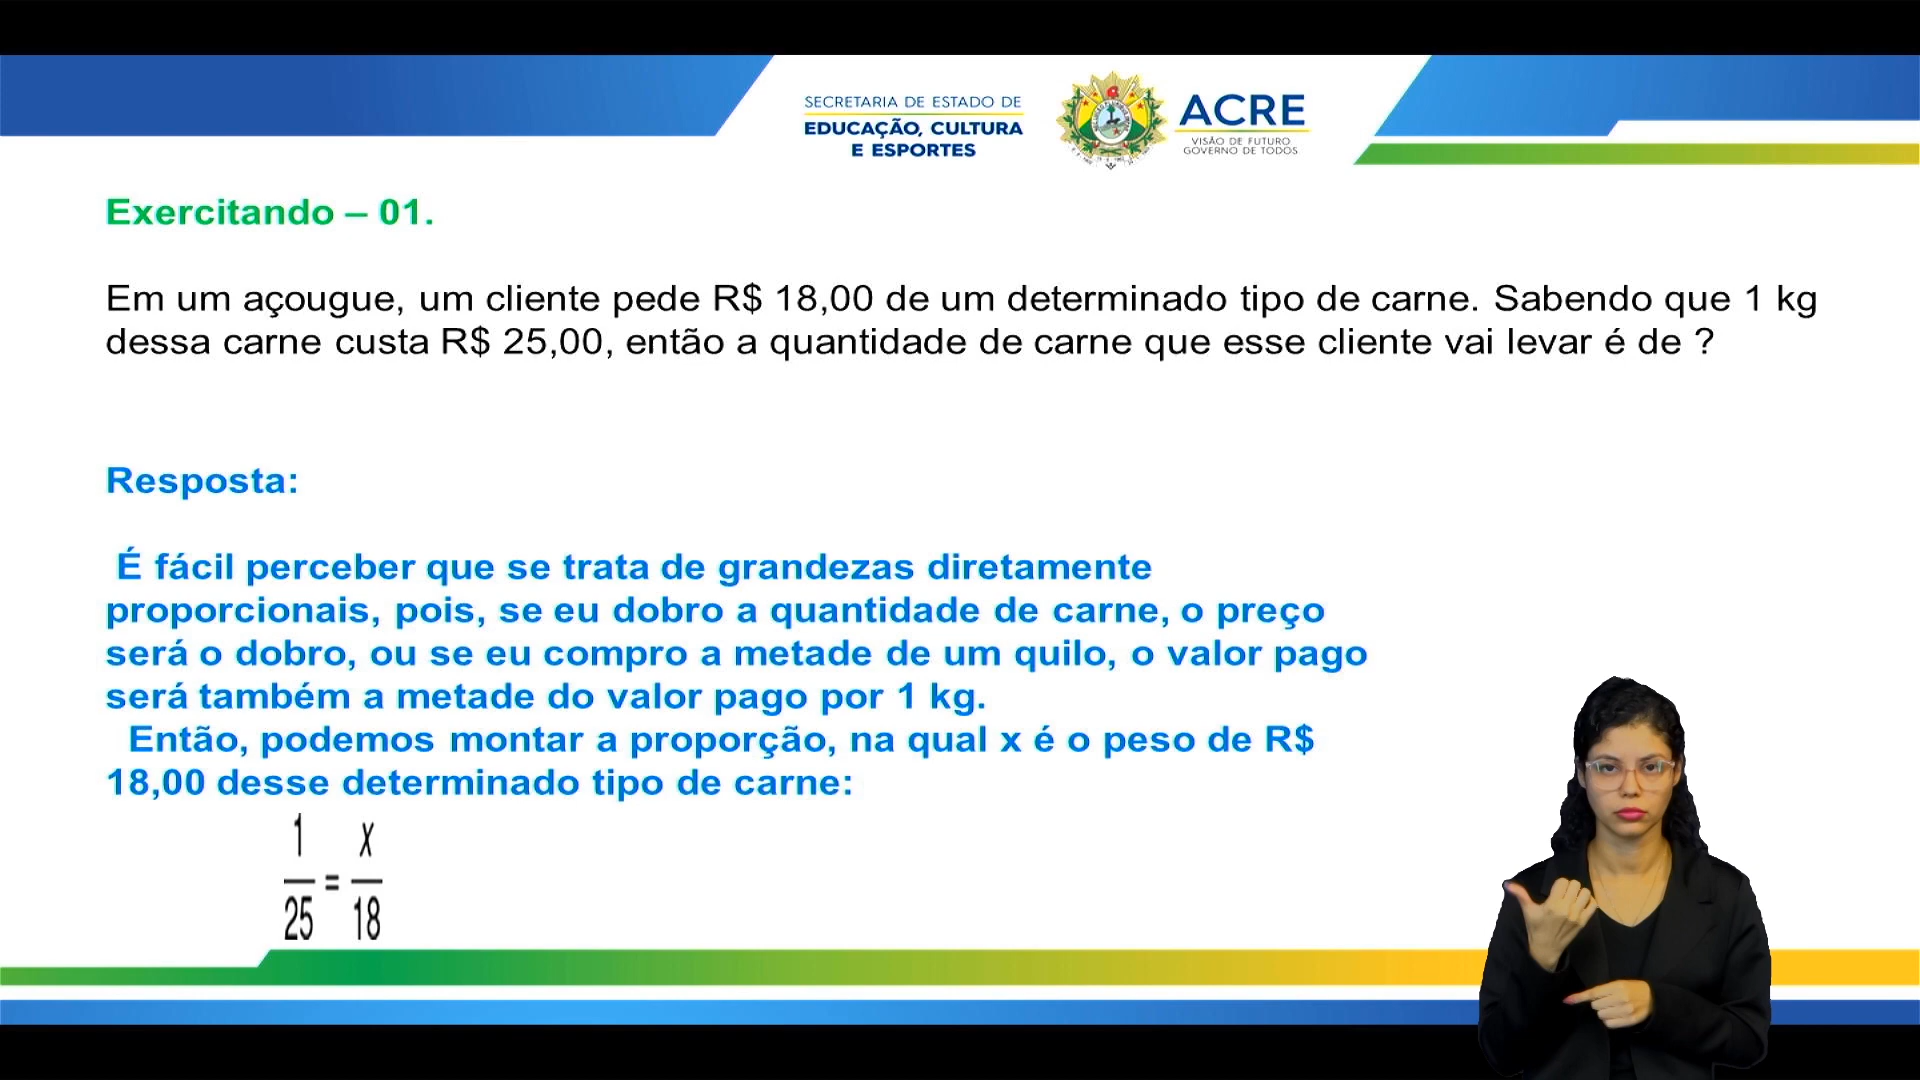 SECRETARIA DE ESTADO DE
EDUCAÇÃO, CULTURA
E ESPORTES
ACRE
VISÃO DE FUTURO
GOVERNO DE TODOS
Exercitando – 01.
Em um açougue, um cliente pede R$ 18,00 de um determinado tipo de carne. Sabendo que 1 kg
dessa carne custa R$ 25,00, então a quantidade de carne que esse cliente vai levar é de ?
Resposta:
É fácil perceber que se trata de grandezas diretamente
proporcionais, pois, se eu dobro a quantidade de carne, o preço
será o dobro, ou se eu compro a metade de um quilo, o valor pago
será também a metade do valor pago por 1 kg.
Então, podemos montar a proporção, na qual x é o peso de R$
18,00 desse determinado tipo de carne:
1 x
— = —
25 18